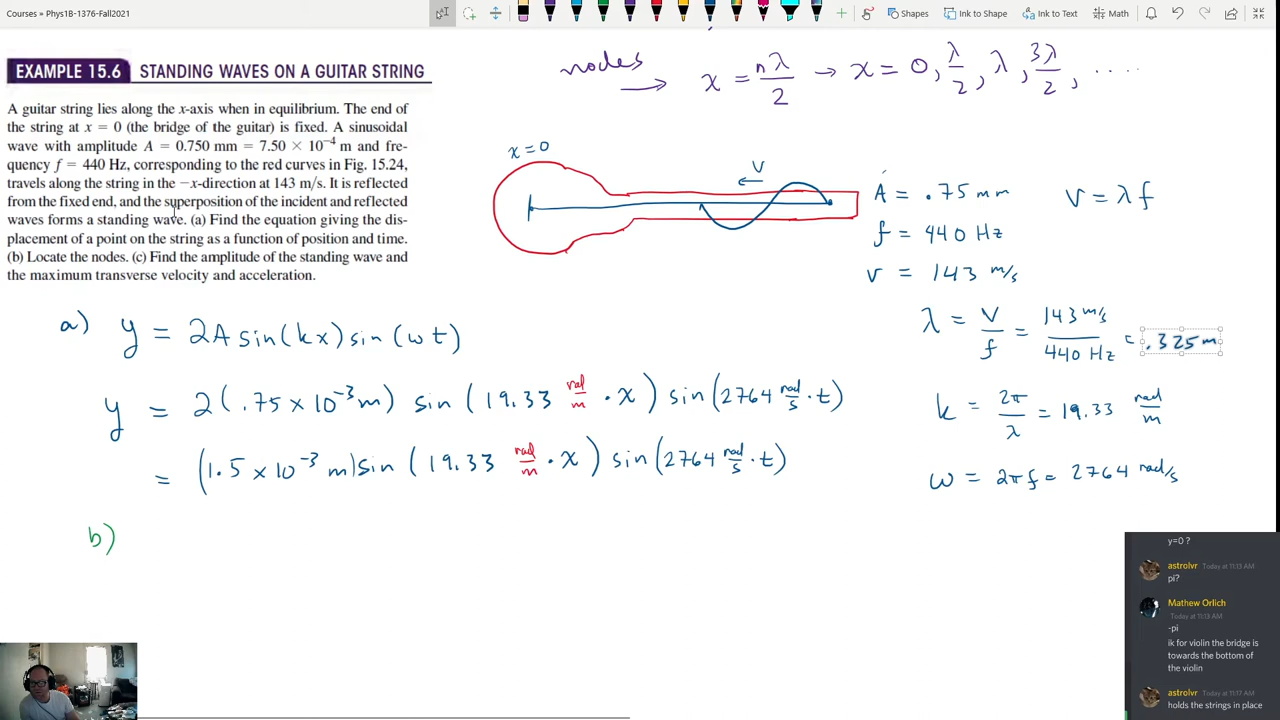 Courses » Phys1B-13747-Fall2021
Shapes
Ink to Shape
Ink to Text
Math
nodes → x = nλ/2 → x = 0, λ/2, λ, 3λ/2, ....
EXAMPLE 15.6 STANDING WAVES ON A GUITAR STRING
A guitar string lies along the x-axis when in equilibrium. The end of
the string at x = 0 (the bridge of the guitar) is fixed. A sinusoidal
wave with amplitude A = 0.750 mm = 7.50 × 10⁻⁴ m and fre-
quency f = 440 Hz, corresponding to the red curves in Fig. 15.24,
travels along the string in the −x-direction at 143 m/s. It is reflected
from the fixed end, and the superposition of the incident and reflected
waves forms a standing wave. (a) Find the equation giving the dis-
placement of a point on the string as a function of position and time.
(b) Locate the nodes. (c) Find the amplitude of the standing wave and
the maximum transverse velocity and acceleration.
x = 0
v
A = .75 mm
f = 440 Hz
v = 143 m/s
v = λ f
λ = v/f = 143 m/s / 440 Hz = .325 m
k = 2π/λ = 19.33 rad/m
ω = 2πf = 2764 rad/s
a) y = 2A sin(kx) sin(ωt)
y = 2(.75 × 10⁻³ m) sin(19.33 rad/m · x) sin(2764 rad/s · t)
= (1.5 × 10⁻³ m) sin(19.33 rad/m · x) sin(2764 rad/s · t)
b)
y=0 ?
astrolvr Today at 11:13 AM
pi?
Mathew Orlich
Today at 11:13 AM
-pi
ik for violin the bridge is
towards the bottom of
the violin
astrolvr Today at 11:17 AM
holds the strings in place